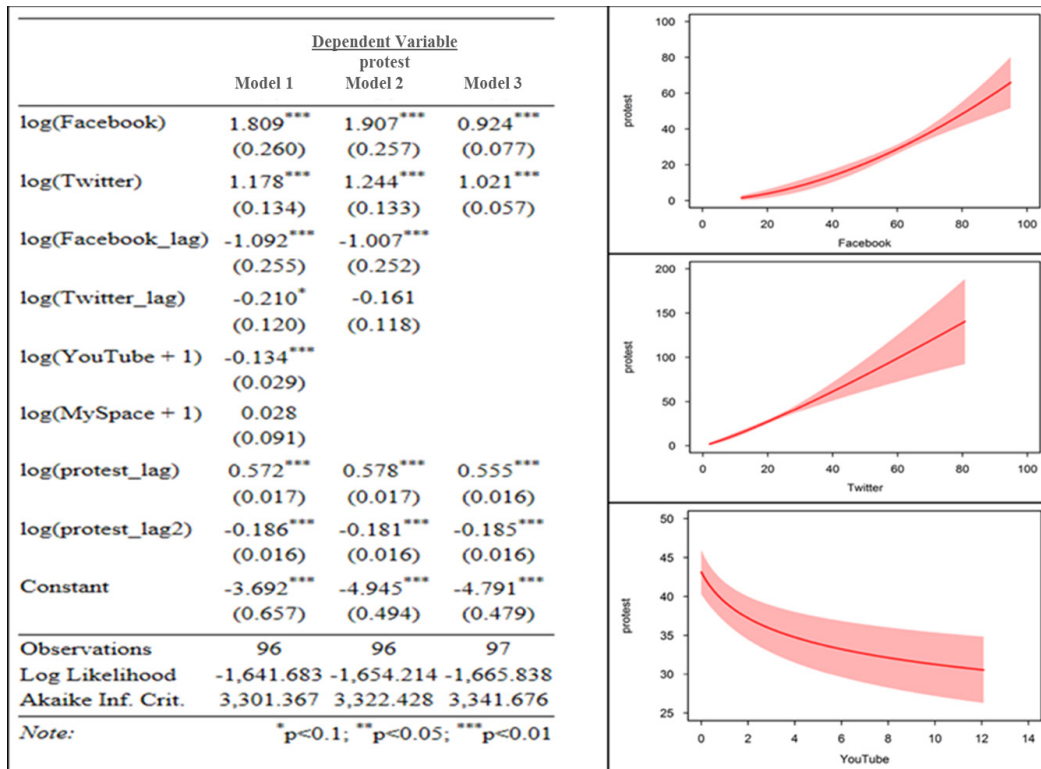 Dependent Variable
protest
Model 1 Model 2 Model 3
log(Facebook) 1.809*** 1.907*** 0.924***
(0.260) (0.257) (0.077)
log(Twitter) 1.178*** 1.244*** 1.021***
(0.134) (0.133) (0.057)
log(Facebook_lag) -1.092*** -1.007***
(0.255) (0.252)
log(Twitter_lag) -0.210* -0.161
(0.120) (0.118)
log(YouTube + 1) -0.134***
(0.029)
log(MySpace + 1) 0.028
(0.091)
log(protest_lag) 0.572*** 0.578*** 0.555***
(0.017) (0.017) (0.016)
log(protest_lag2) -0.186*** -0.181*** -0.185***
(0.016) (0.016) (0.016)
Constant -3.692*** -4.945*** -4.791***
(0.657) (0.494) (0.479)
Observations 96 96 97
Log Likelihood -1,641.683 -1,654.214 -1,665.838
Akaike Inf. Crit. 3,301.367 3,322.428 3,341.676
Note: *p<0.1; **p<0.05; ***p<0.01
100
80
60
40
20
0
protest
0 20 40 60 80 100
Facebook
200
150
100
50
0
protest
0 20 40 60 80 100
Twitter
50
45
40
35
30
25
protest
0 2 4 6 8 10 12 14
YouTube